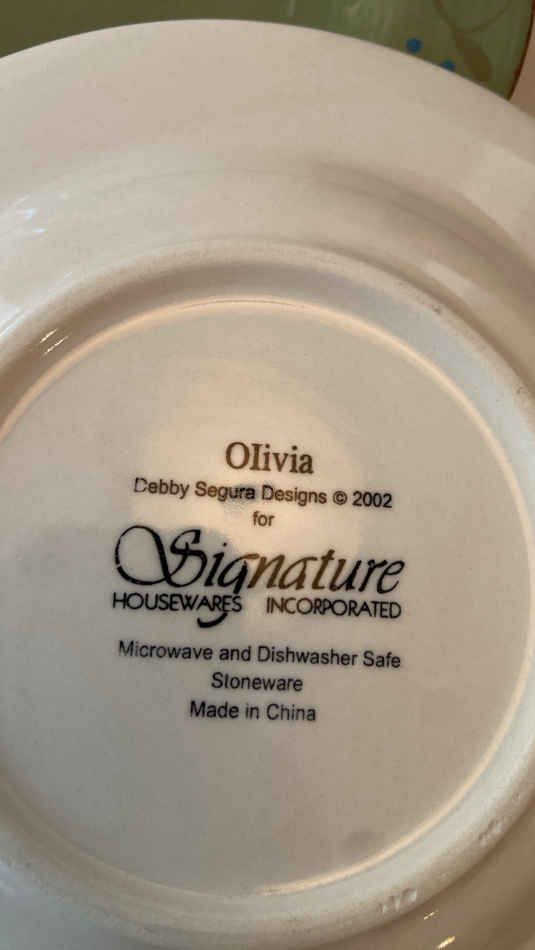 Olivia
Debby Segura Designs © 2002
for
Signature
HOUSEWARES INCORPORATED
Microwave and Dishwasher Safe
Stoneware
Made in China